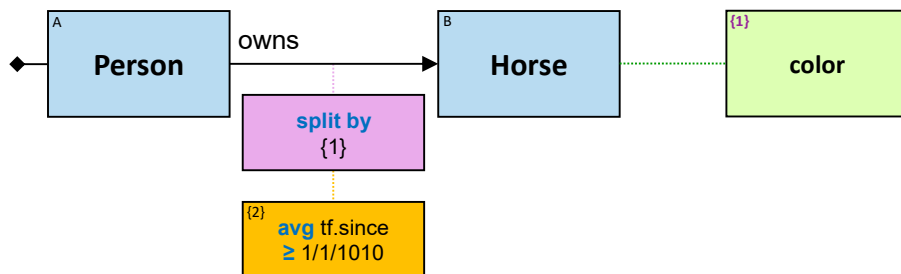 A
Person
owns
B
Horse
{1}
color
split by
{1}
{2}
avg tf.since
≥ 1/1/1010